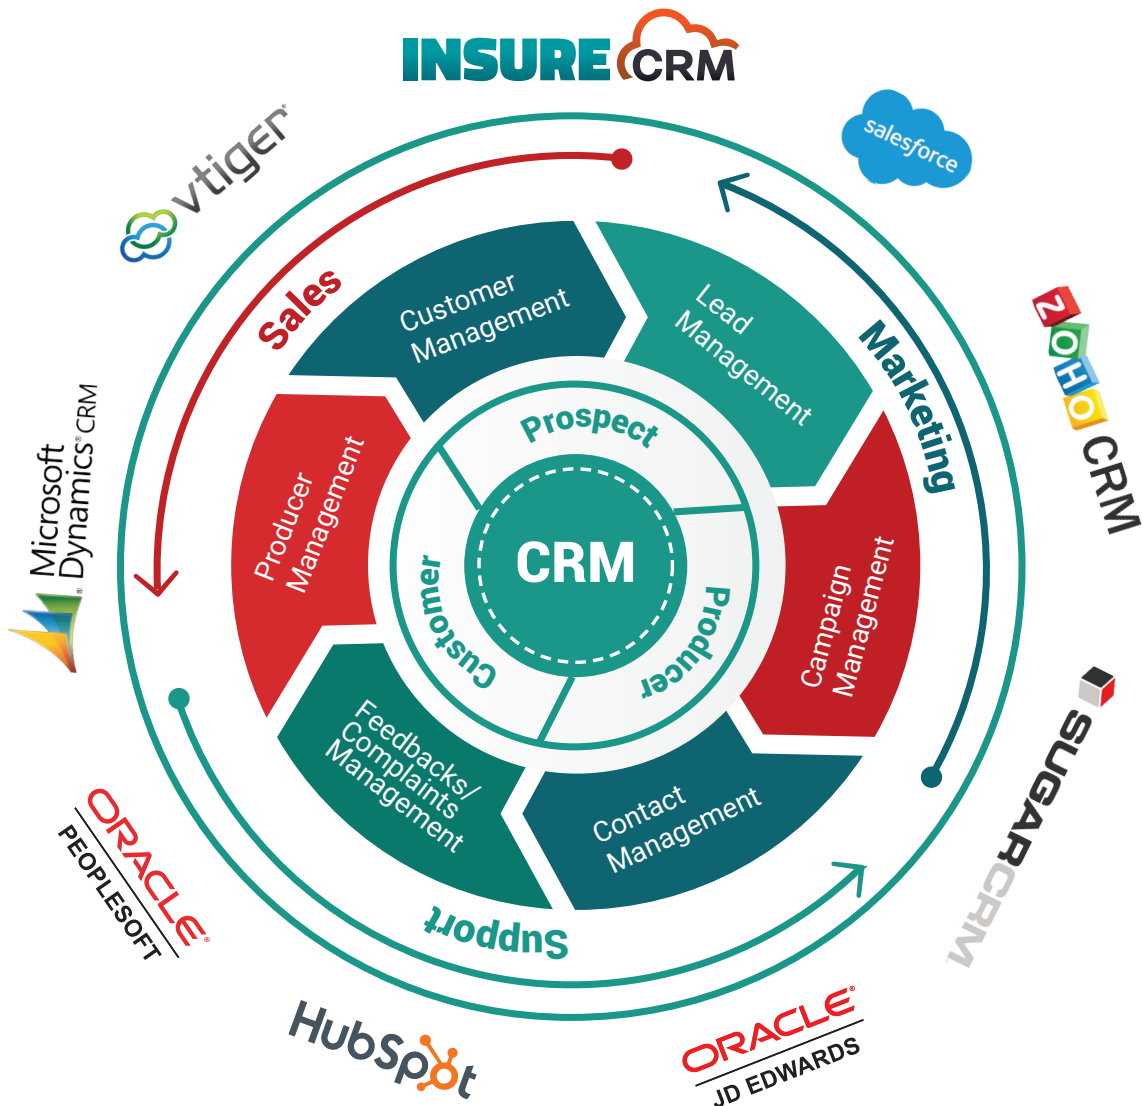 INSURE CRM
vtiger®
salesforce
ZOHO CRM
Sales
Marketing
Customer
Management
Lead
Management
Producer
Management
Campaign
Management
Prospect
CRM
Customer
Producer
Feedbacks/
Complaints
Management
Contact
Management
Support
Microsoft
Dynamics® CRM
®
SUGARCRM
ORACLE®
PEOPLESOFT
HubSpot
ORACLE®
JD EDWARDS